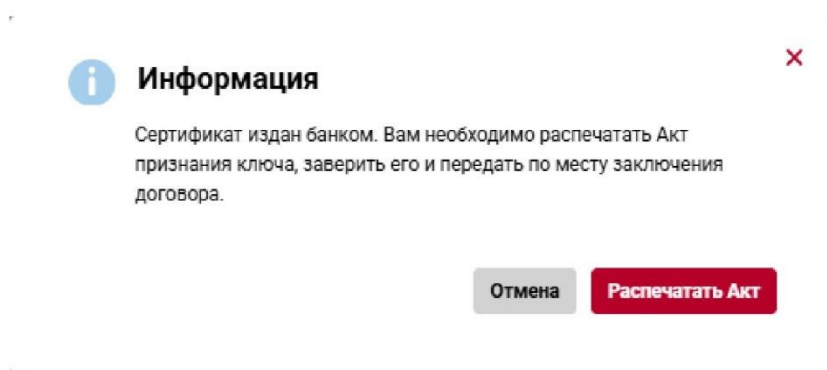 Информация
Сертификат издан банком. Вам необходимо распечатать Акт
признания ключа, заверить его и передать по месту заключения
договора.
Отмена
Распечатать Акт